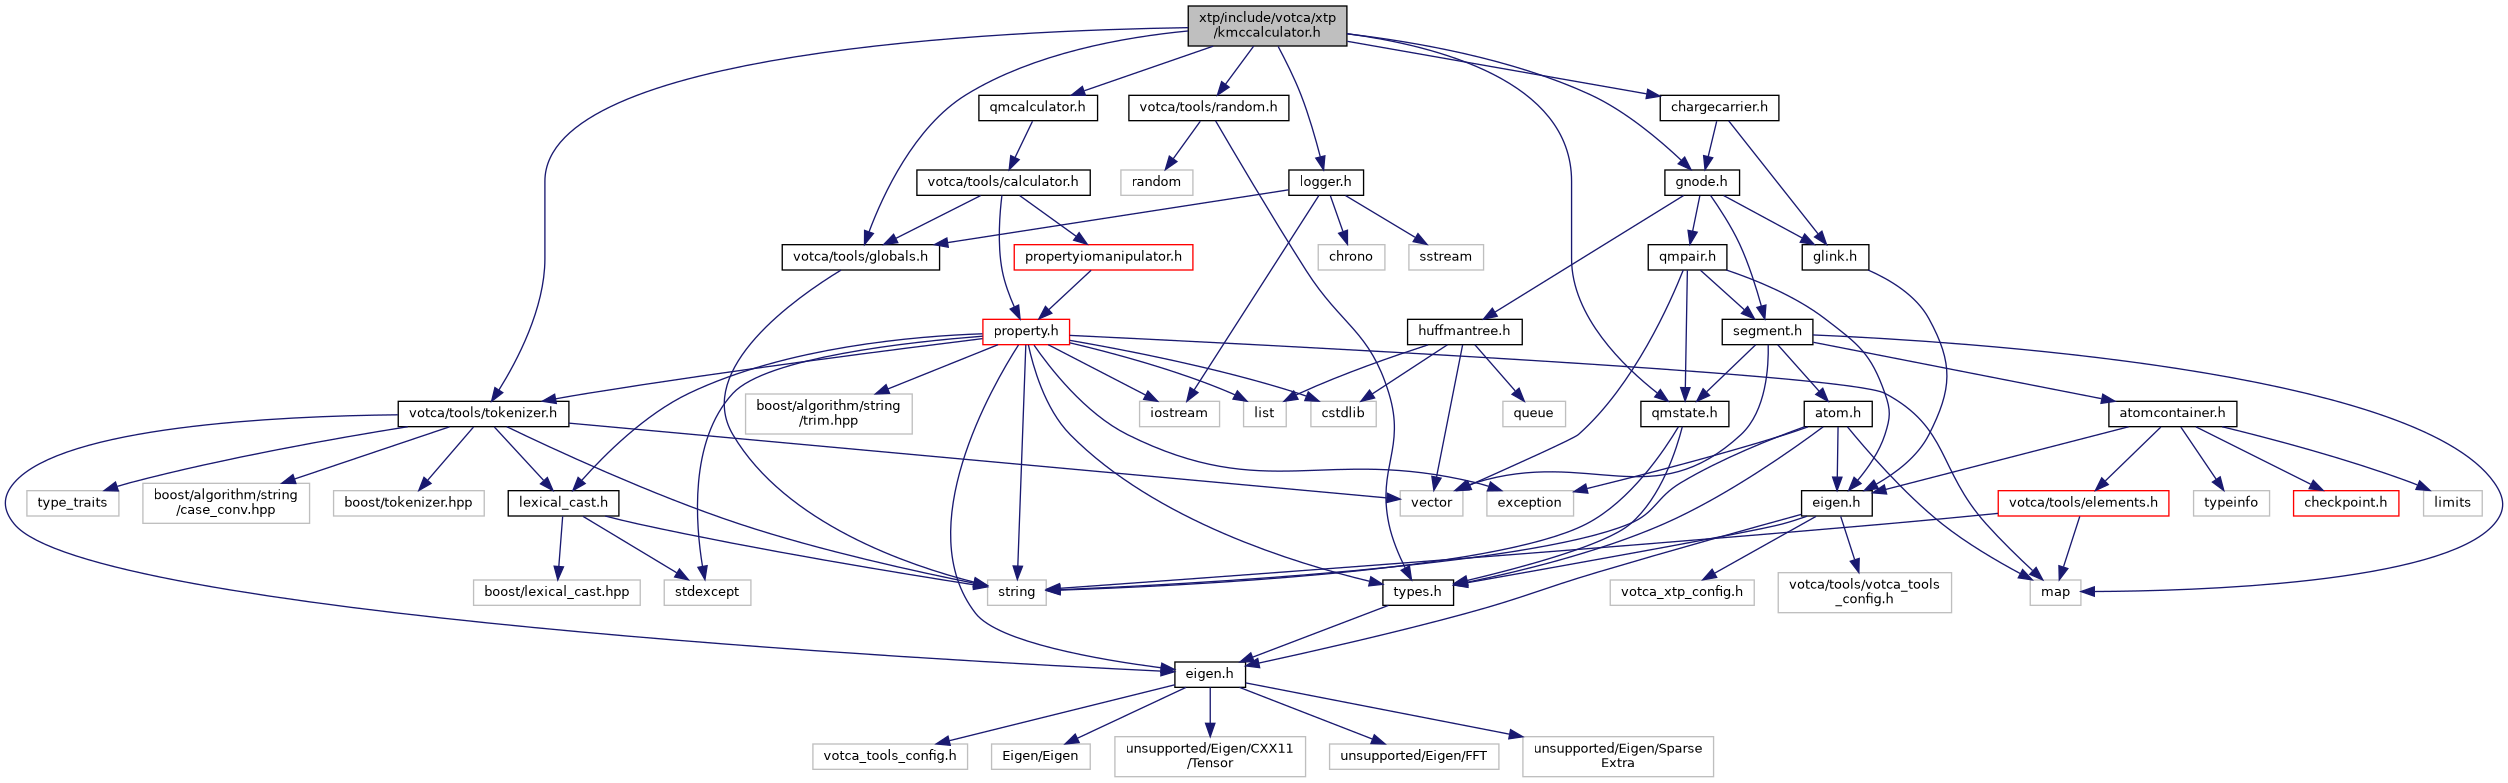 xtp/include/votca/xtp
/kmccalculator.h
qmcalculator.h
votca/tools/random.h
chargecarrier.h
votca/tools/calculator.h
random
logger.h
gnode.h
votca/tools/globals.h
propertyiomanipulator.h
chrono
sstream
qmpair.h
glink.h
property.h
huffmantree.h
segment.h
votca/tools/tokenizer.h
boost/algorithm/string
/trim.hpp
iostream
list
cstdlib
queue
qmstate.h
atom.h
atomcontainer.h
type_traits
boost/algorithm/string
/case_conv.hpp
boost/tokenizer.hpp
lexical_cast.h
vector
exception
eigen.h
votca/tools/elements.h
typeinfo
checkpoint.h
limits
boost/lexical_cast.hpp
stdexcept
string
types.h
votca_xtp_config.h
votca/tools/votca_tools
_config.h
map
eigen.h
votca_tools_config.h
Eigen/Eigen
unsupported/Eigen/CXX11
/Tensor
unsupported/Eigen/FFT
unsupported/Eigen/Sparse
Extra